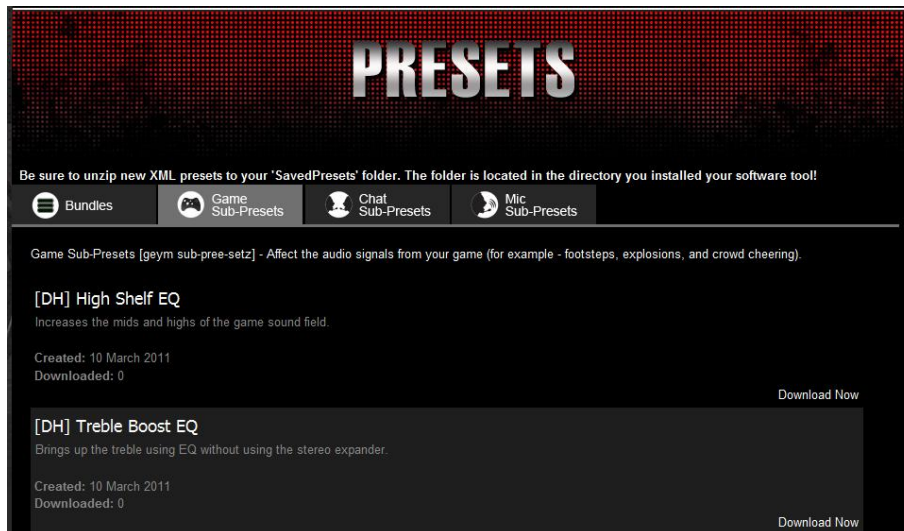 PRESETS
Be sure to unzip new XML presets to your 'SavedPresets' folder. The folder is located in the directory you installed your software tool!
Bundles
Game
Sub-Presets
Chat
Sub-Presets
Mic
Sub-Presets
Game Sub-Presets [geym sub-pree-setz] - Affect the audio signals from your game (for example - footsteps, explosions, and crowd cheering).
[DH] High Shelf EQ
Increases the mids and highs of the game sound field.
Created: 10 March 2011
Downloaded: 0
Download Now
[DH] Treble Boost EQ
Brings up the treble using EQ without using the stereo expander.
Created: 10 March 2011
Downloaded: 0
Download Now